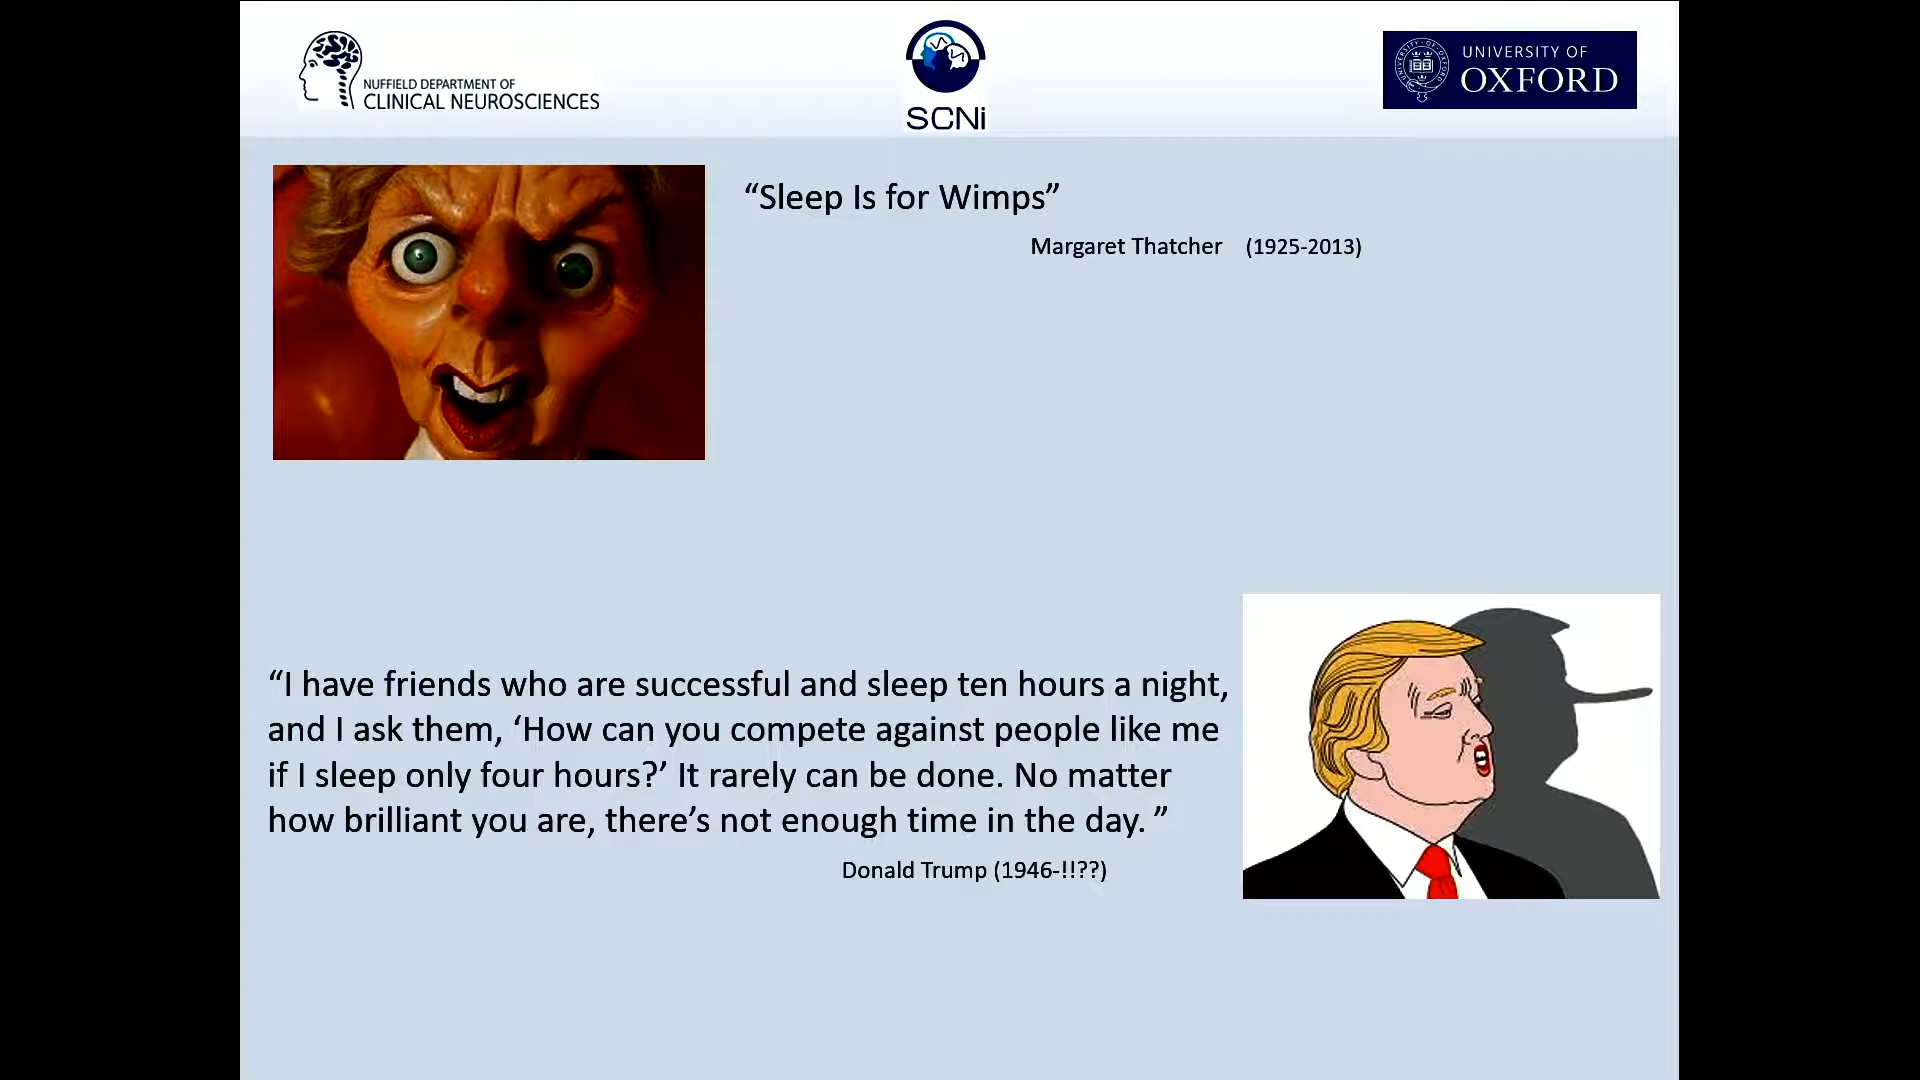 NUFFIELD DEPARTMENT OF
CLINICAL NEUROSCIENCES
SCNi
UNIVERSITY OF
OXFORD
“Sleep Is for Wimps”
Margaret Thatcher (1925-2013)
“I have friends who are successful and sleep ten hours a night,
and I ask them, ‘How can you compete against people like me
if I sleep only four hours?’ It rarely can be done. No matter
how brilliant you are, there’s not enough time in the day. ”
Donald Trump (1946-!!??)